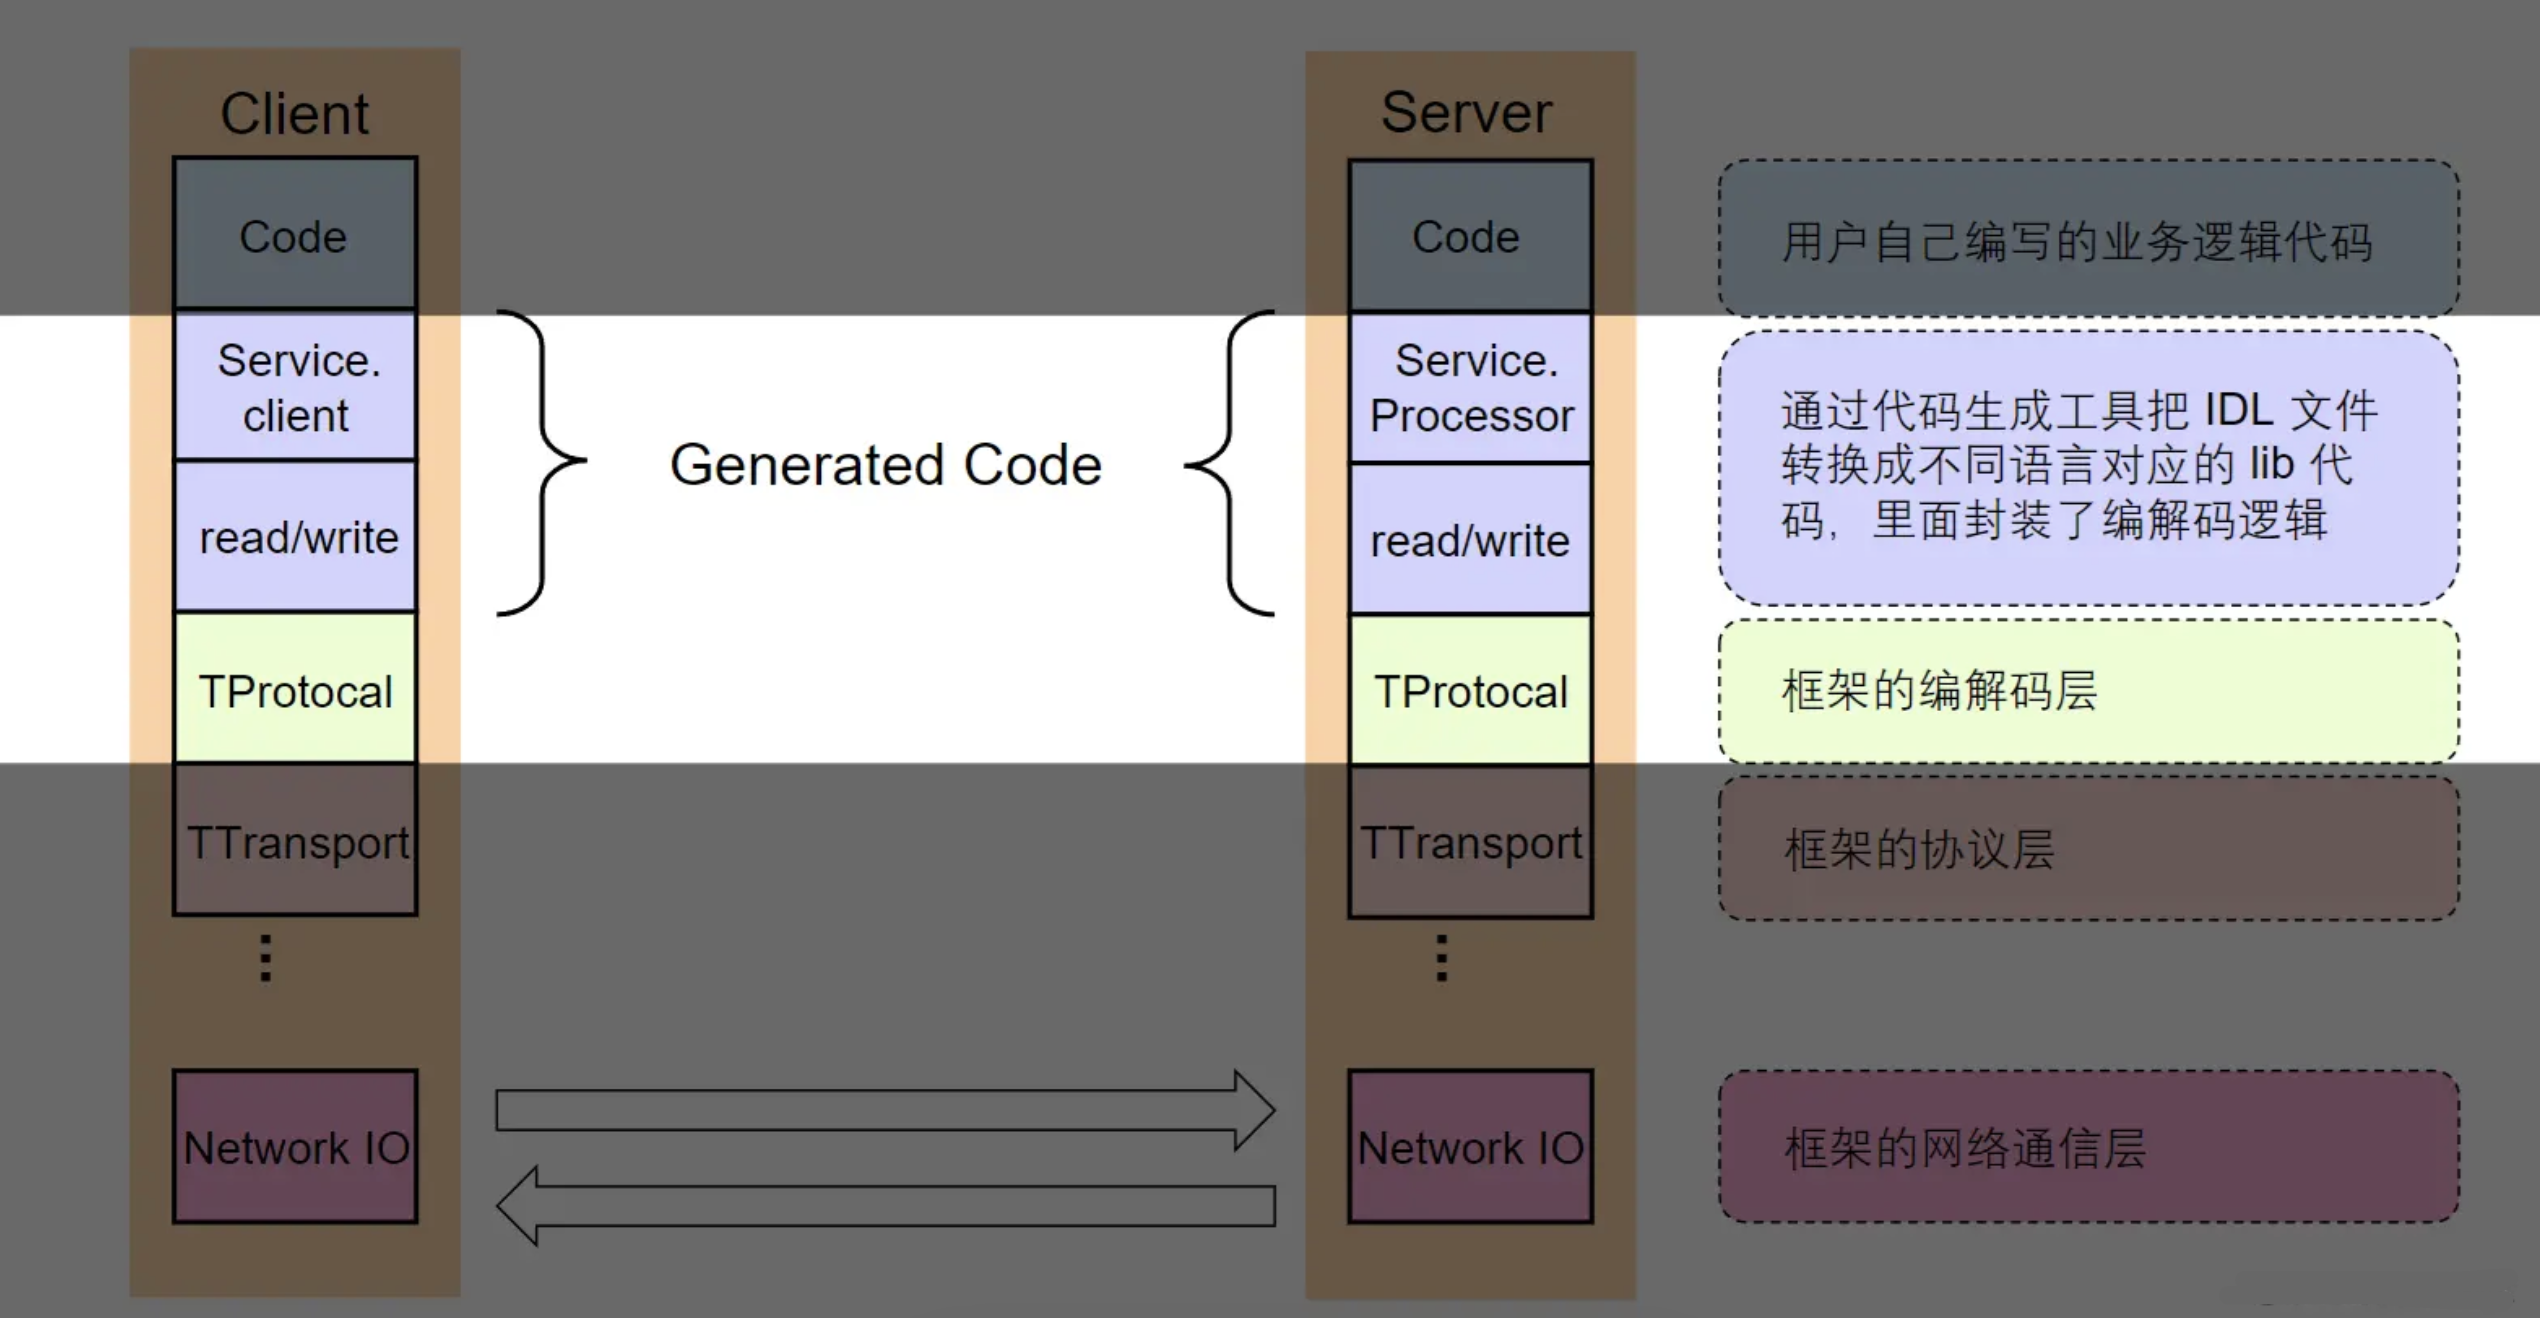 Client
Server
Code
Code
用户自己编写的业务逻辑代码
Service.
client
Generated Code
Service.
Processor
通过代码生成工具把 IDL 文件
转换成不同语言对应的 lib 代
码，里面封装了编解码逻辑
read/write
read/write
TProtocal
TProtocal
框架的编解码层
TTransport
TTransport
框架的协议层
Network IO
Network IO
框架的网络通信层